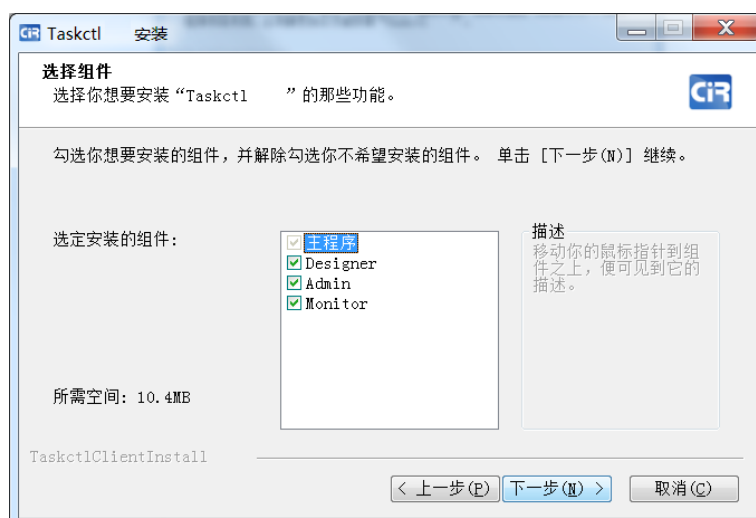 CiR Taskctl 安装
选择组件
选择你想要安装“Taskctl ”的那些功能。
CiR
勾选你想要安装的组件，并解除勾选你不希望安装的组件。 单击 [下一步(N)] 继续。
选定安装的组件:
主程序
Designer
Admin
Monitor
描述
移动你的鼠标指针到组
件之上，便可见到它的
描述。
所需空间: 10.4MB
TaskctlClientInstall
< 上一步(P)
下一步(N) >
取消(C)